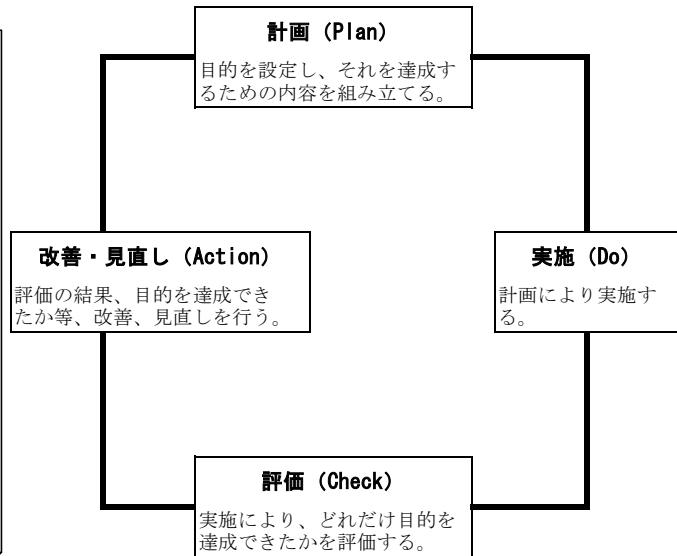 計画（Plan）
目的を設定し、それを達成す
るための内容を組み立てる。
改善・見直し（Action）
評価の結果、目的を達成でき
たか等、改善、見直しを行う。
実施（Do）
計画により実施す
る。
評価（Check）
実施により、どれだけ目的を
達成できたかを評価する。